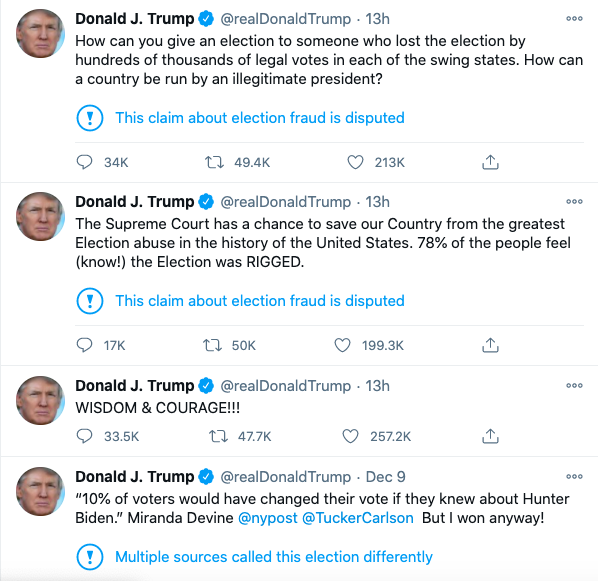 Donald J. Trump @realDonaldTrump · 13h
How can you give an election to someone who lost the election by
hundreds of thousands of legal votes in each of the swing states. How can
a country be run by an illegitimate president?
This claim about election fraud is disputed
34K 49.4K 213K
Donald J. Trump @realDonaldTrump · 13h
The Supreme Court has a chance to save our Country from the greatest
Election abuse in the history of the United States. 78% of the people feel
(know!) the Election was RIGGED.
This claim about election fraud is disputed
17K 50K 199.3K
Donald J. Trump @realDonaldTrump · 13h
WISDOM & COURAGE!!!
33.5K 47.7K 257.2K
Donald J. Trump @realDonaldTrump · Dec 9
“10% of voters would have changed their vote if they knew about Hunter
Biden.” Miranda Devine @nypost @TuckerCarlson But I won anyway!
Multiple sources called this election differently